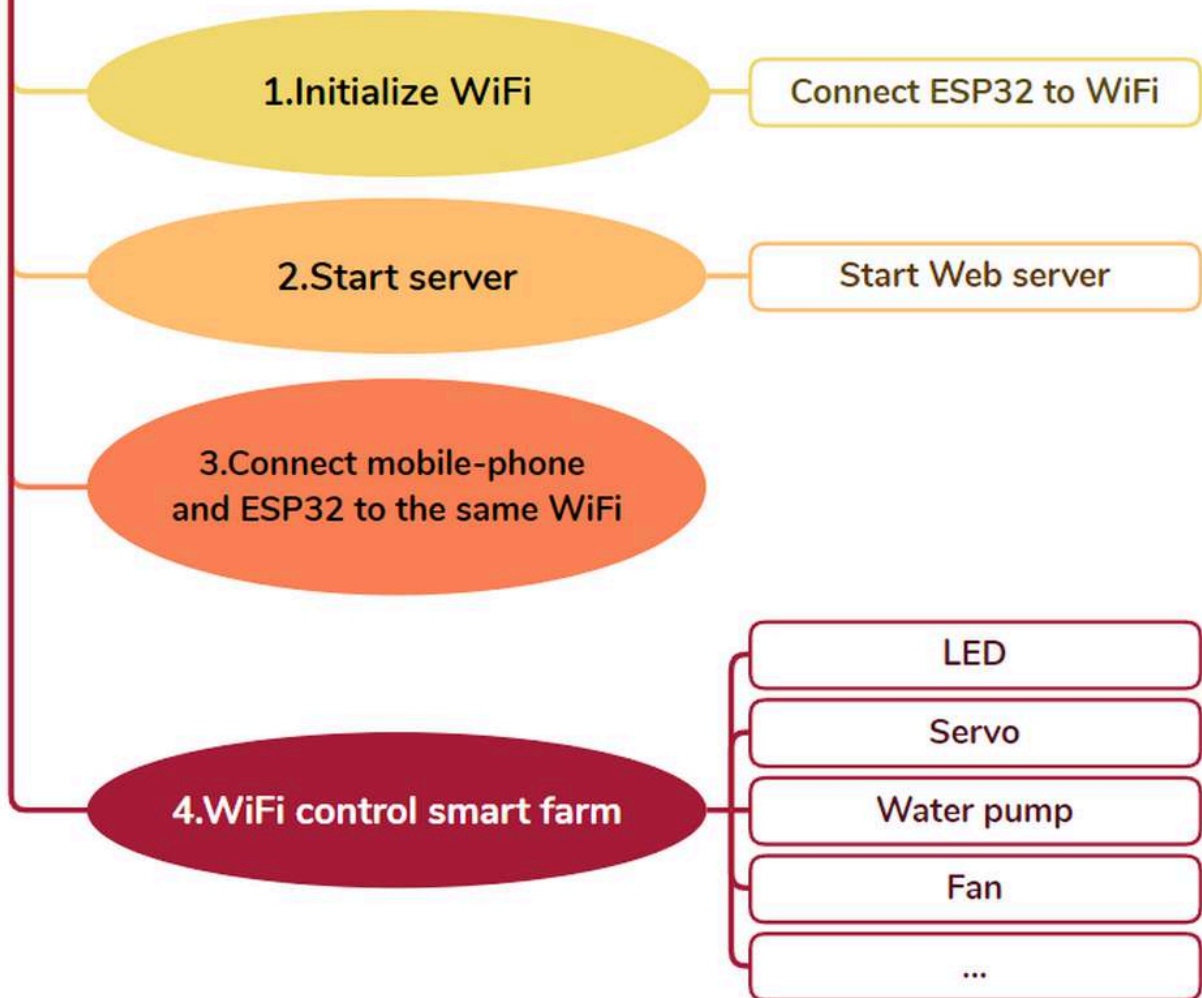 1.Initialize WiFi
Connect ESP32 to WiFi
2.Start server
Start Web server
3.Connect mobile-phone
and ESP32 to the same WiFi
4.WiFi control smart farm
LED
Servo
Water pump
Fan
...